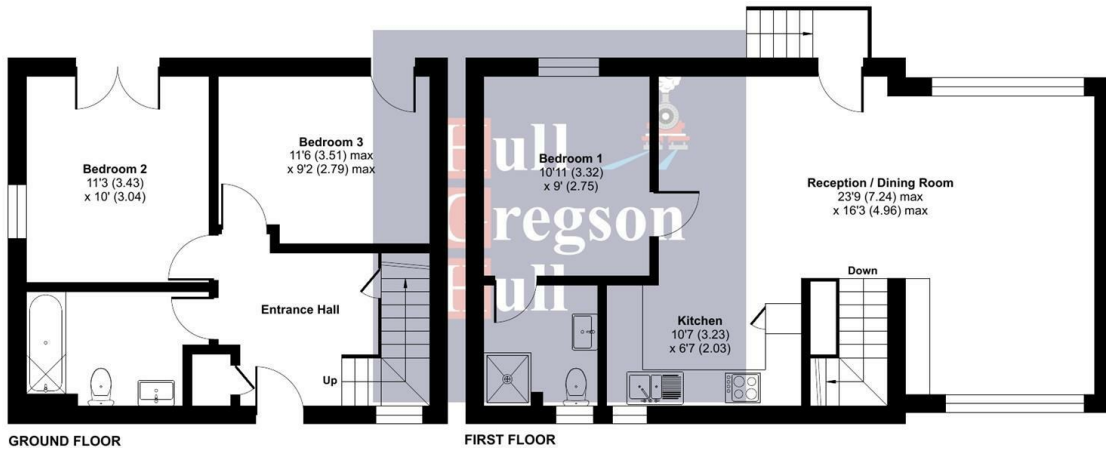 Bedroom 2
11'3 (3.43)
x 10' (3.04)
Bedroom 3
11'6 (3.51) max
x 9'2 (2.79) max
Entrance Hall
Up
GROUND FLOOR
Hull
Gregson
Hull
Bedroom 1
10'11 (3.32)
x 9' (2.75)
Reception / Dining Room
23'9 (7.24) max
x 16'3 (4.96) max
Down
Kitchen
10'7 (3.23)
x 6'7 (2.03)
FIRST FLOOR